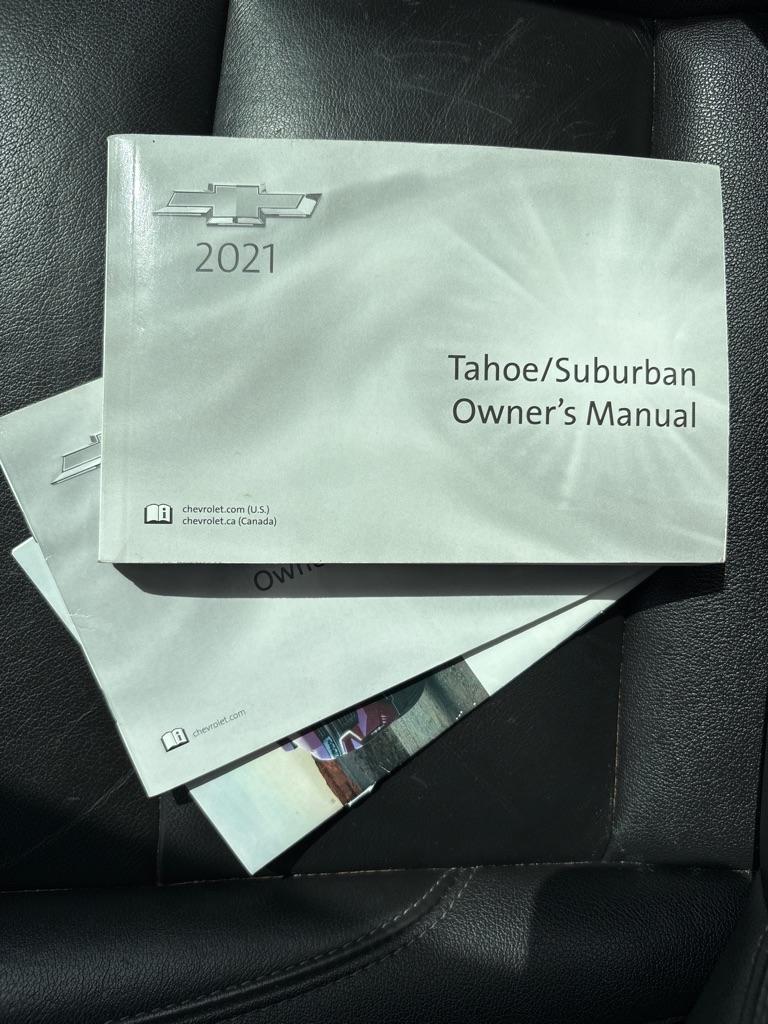 2021
Tahoe/Suburban
Owner's Manual
chevrolet.com (U.S.)
chevrolet.ca (Canada)
chevrolet.com